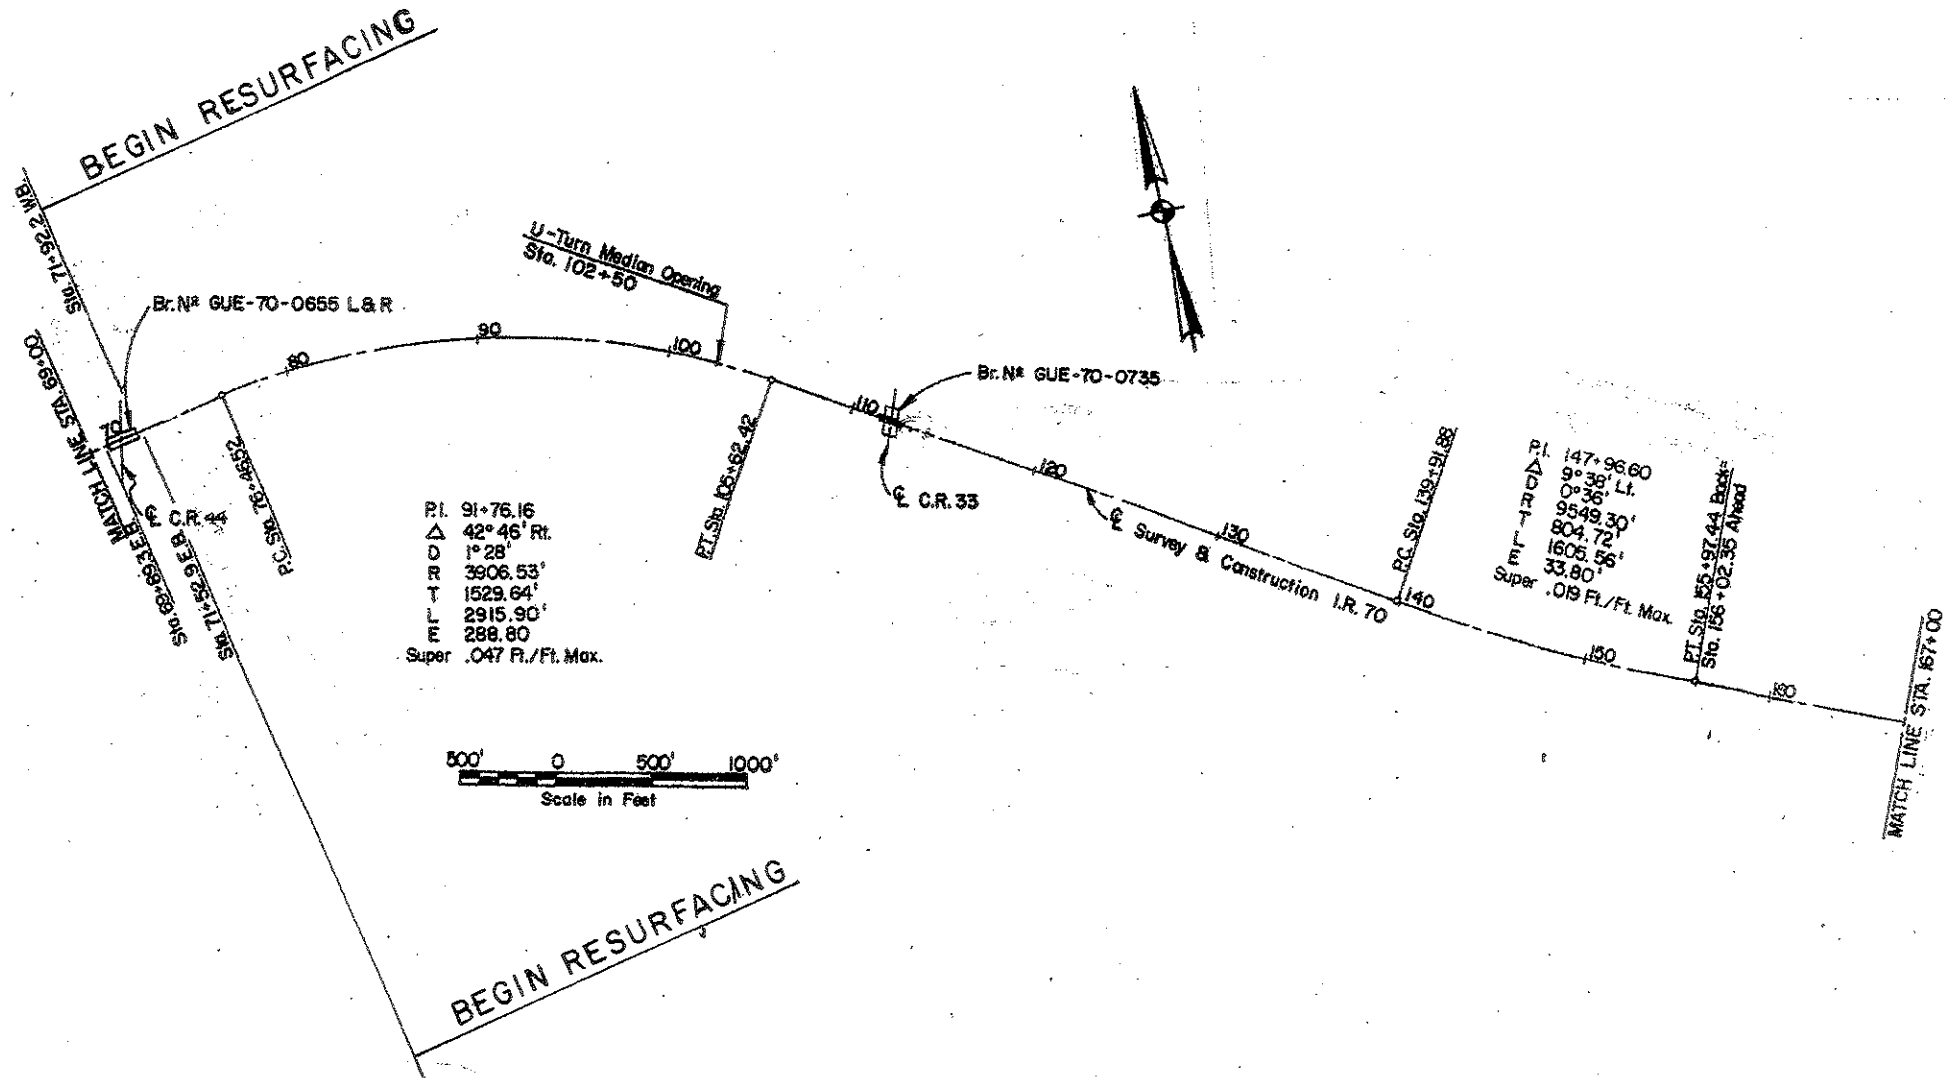 BEGIN RESURFACING
Sta. 71+92.2 W.B.
MATCH LINE STA. 69+00
Br. Nº GUE-70-0655 L & R
U-Turn Median Opening
Sta. 102+50
70
80
90
100
110
120
130
140
150
160
Br. Nº GUE-70-0735
℄ C.R. 44
℄ C.R. 33
Sta. 69+89.3 E.B.
Sta. 71+52.9 E.B.
P.C. Sta. 76+46.52
P.T. Sta. 105+62.42
℄ Survey & Construction I.R. 70
P.C. Sta. 139+91.88
P.T. Sta. 155+97.44 Back=
Sta. 156+02.35 Ahead
MATCH LINE STA. 167+00
P.I. 91+76.16
Δ 42°46' Rt.
D 1°28'
R 3906.53'
T 1529.64'
L 2915.90'
E 288.80
Super .047 Ft./Ft. Max.
P.I. 147+96.60
Δ 9°38' Lt.
D 0°36'
R 9549.30'
T 804.72'
L 1605.56'
E 33.80'
Super .019 Ft./Ft. Max.
500' 0 500' 1000'
Scale in Feet
BEGIN RESURFACING